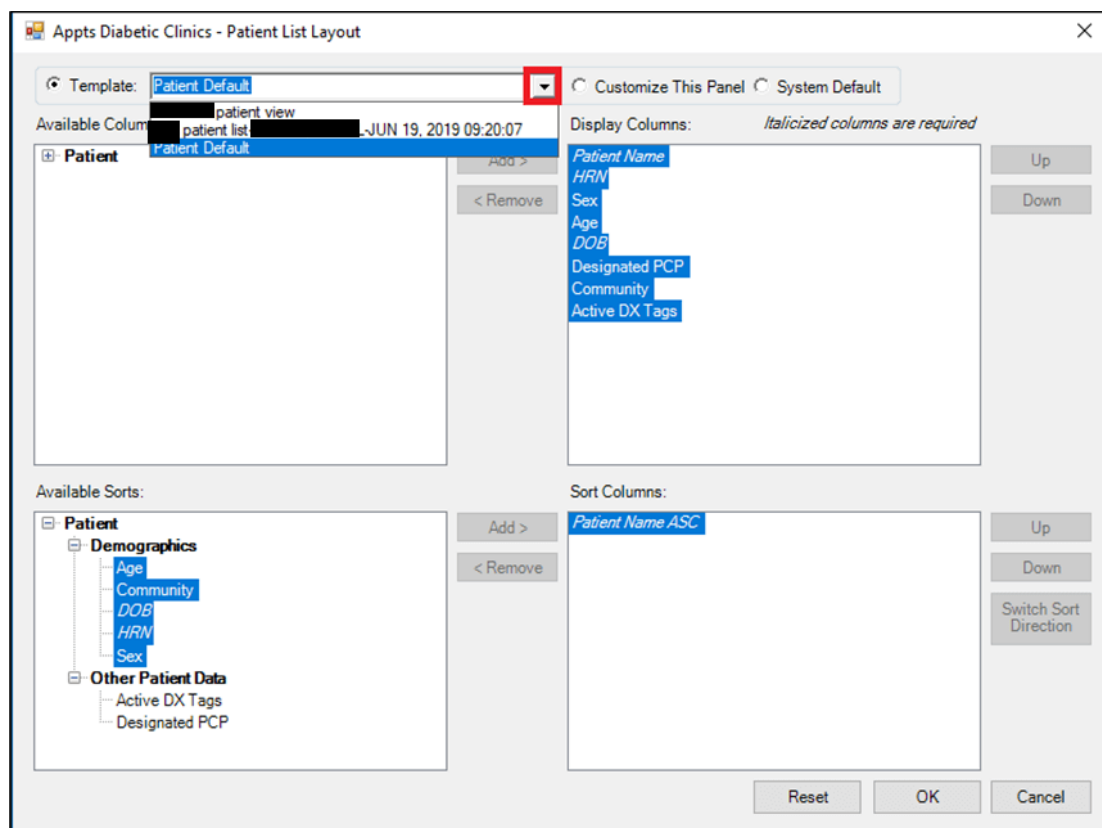 Appts Diabetic Clinics - Patient List Layout
Template: Patient Default Customize This Panel System Default
patient view
patient list- -JUN 19, 2019 09:20:07
Patient Default
Available Colum
Patient
Add >
< Remove
Display Columns: Italicized columns are required
Patient Name
HRN
Sex
Age
DOB
Designated PCP
Community
Active DX Tags
Up
Down
Available Sorts:
Patient
Demographics
Age
Community
DOB
HRN
Sex
Other Patient Data
Active DX Tags
Designated PCP
Add >
< Remove
Sort Columns:
Patient Name ASC
Up
Down
Switch Sort
Direction
Reset OK Cancel